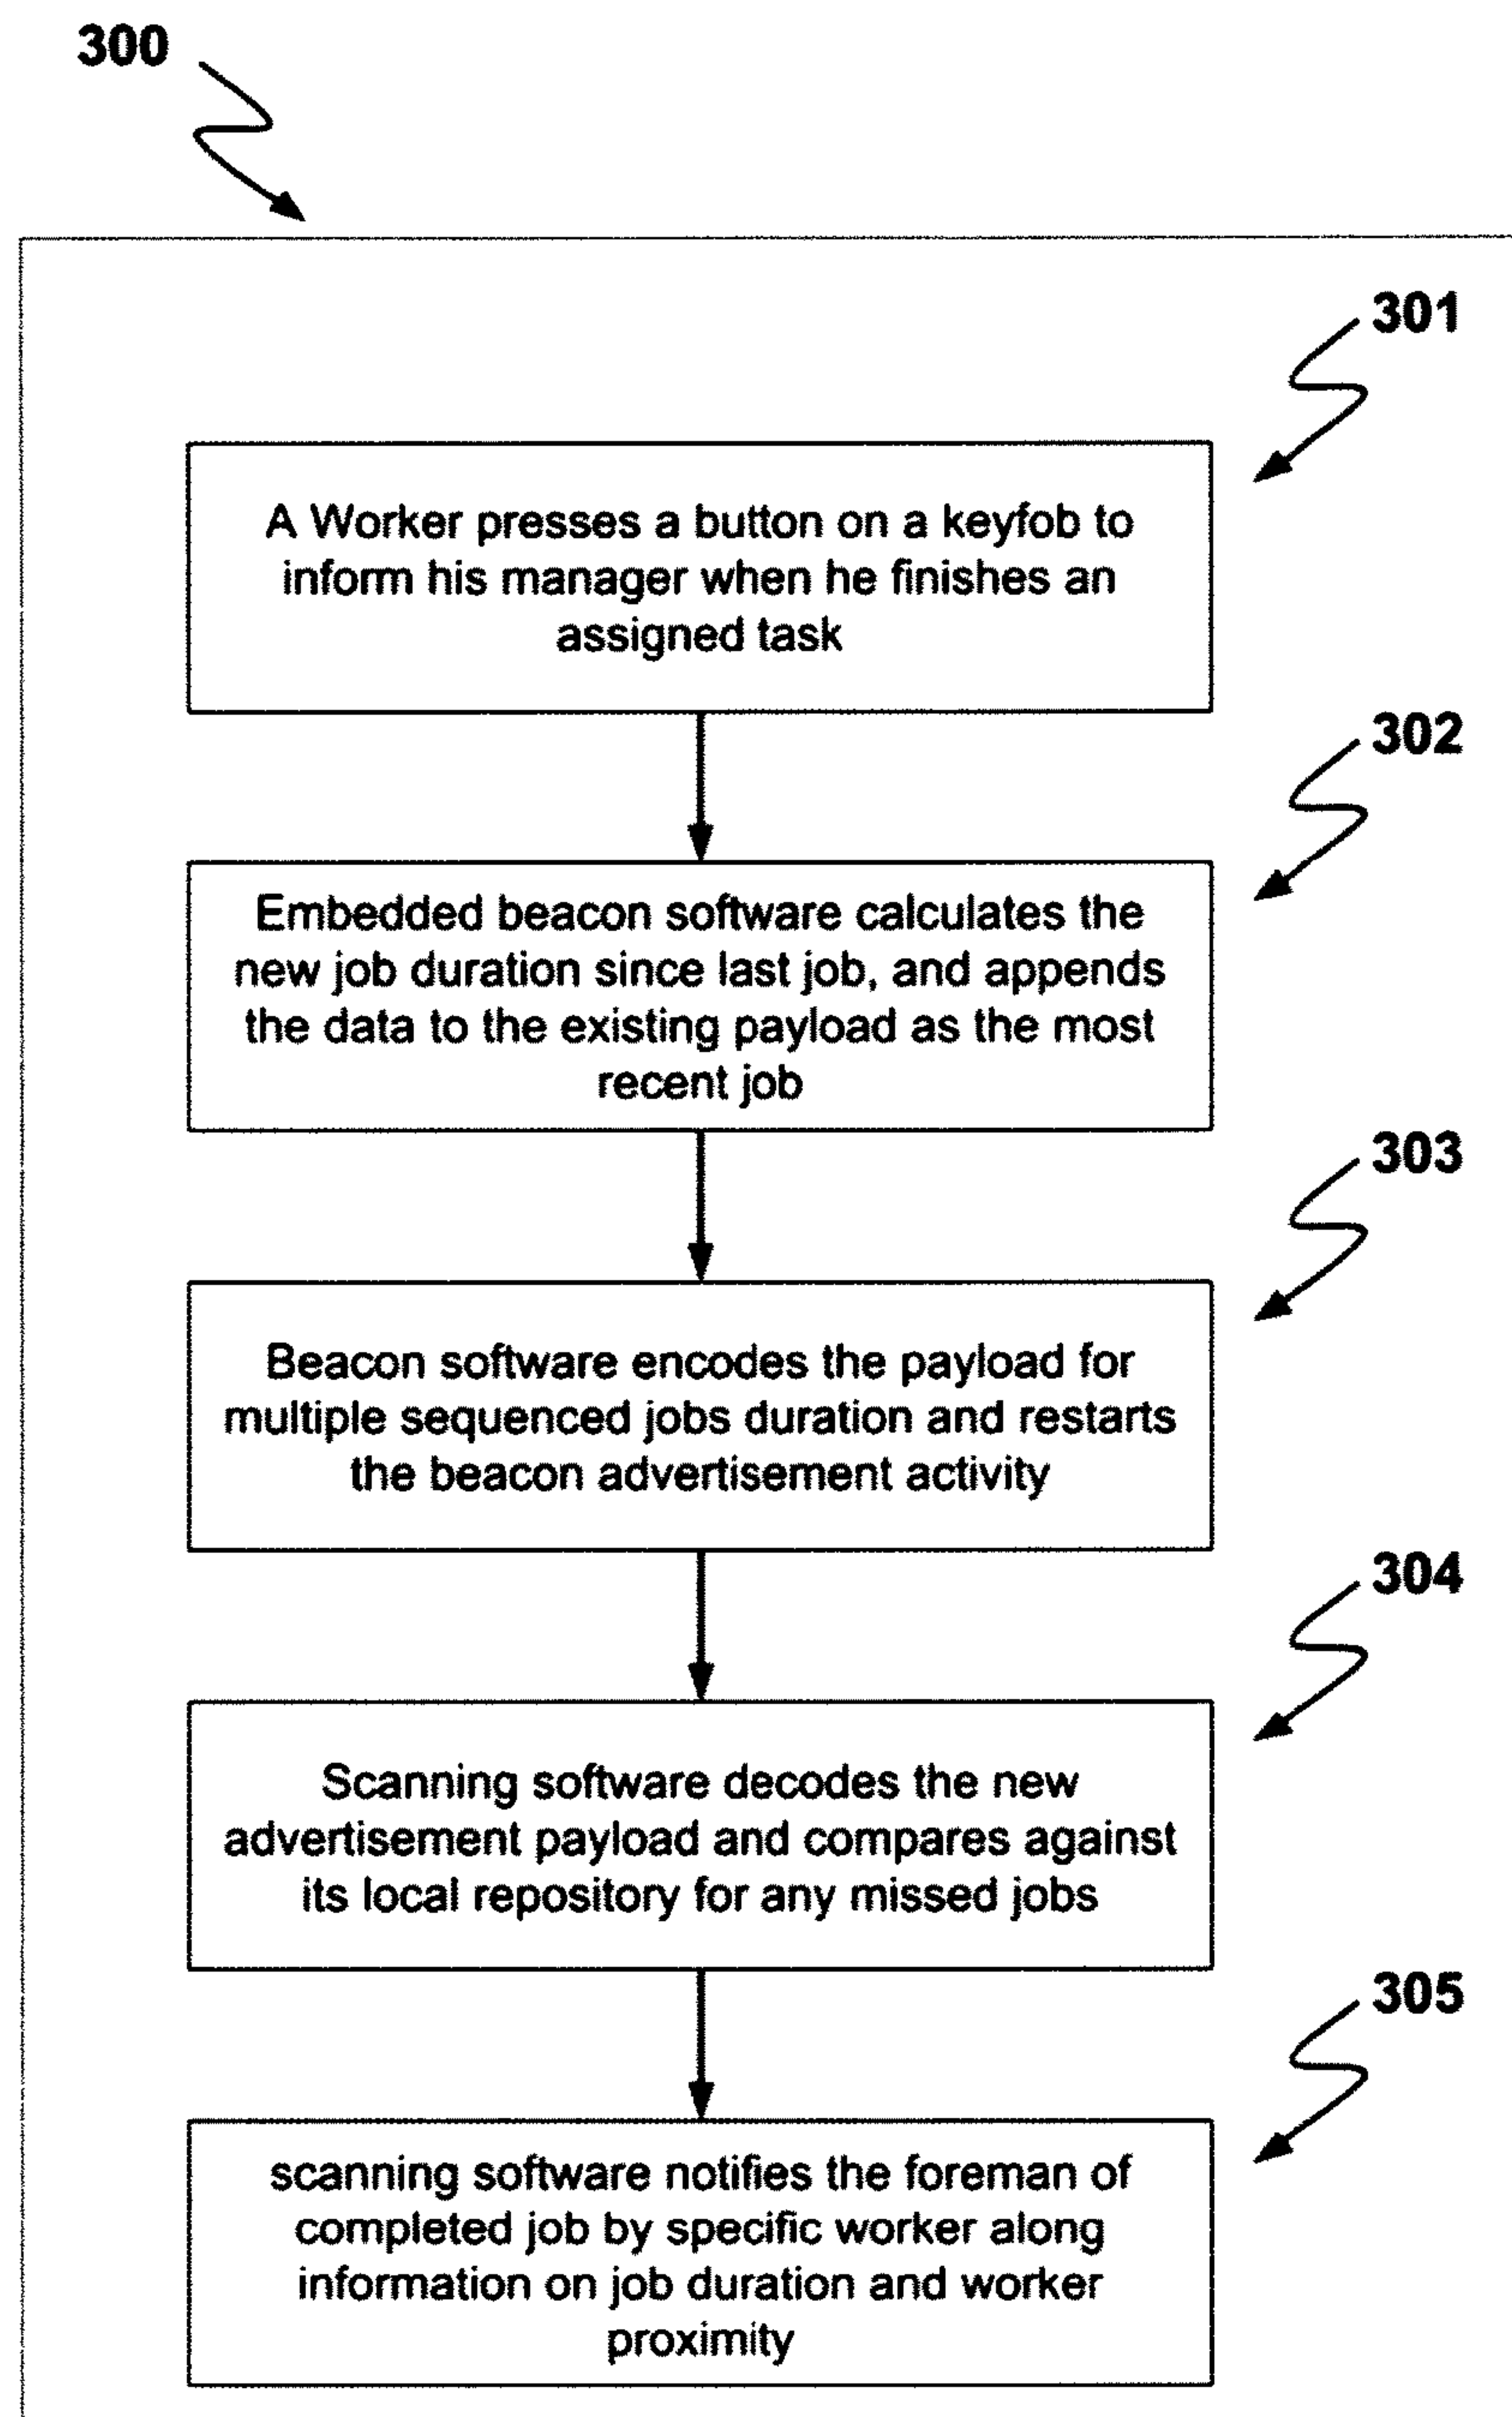 300
301
A Worker presses a button on a keyfob to
inform his manager when he finishes an
assigned task
302
Embedded beacon software calculates the
new job duration since last job, and appends
the data to the existing payload as the most
recent job
303
Beacon software encodes the payload for
multiple sequenced jobs duration and restarts
the beacon advertisement activity
304
Scanning software decodes the new
advertisement payload and compares against
its local repository for any missed jobs
305
scanning software notifies the foreman of
completed job by specific worker along
information on job duration and worker
proximity